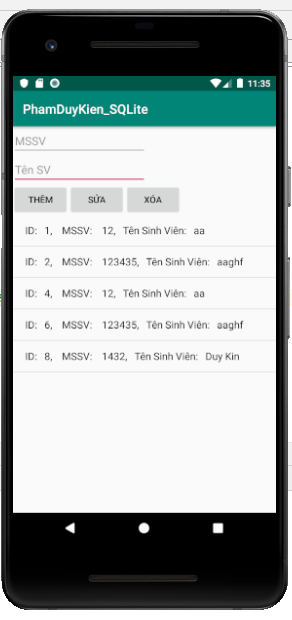 11:35
PhamDuyKien_SQLite
MSSV
Tên SV
THÊM SỬA XÓA
ID: 1, MSSV: 12, Tên Sinh Viên: aa
ID: 2, MSSV: 123435, Tên Sinh Viên: aaghf
ID: 4, MSSV: 12, Tên Sinh Viên: aa
ID: 6, MSSV: 123435, Tên Sinh Viên: aaghf
ID: 8, MSSV: 1432, Tên Sinh Viên: Duy Kin